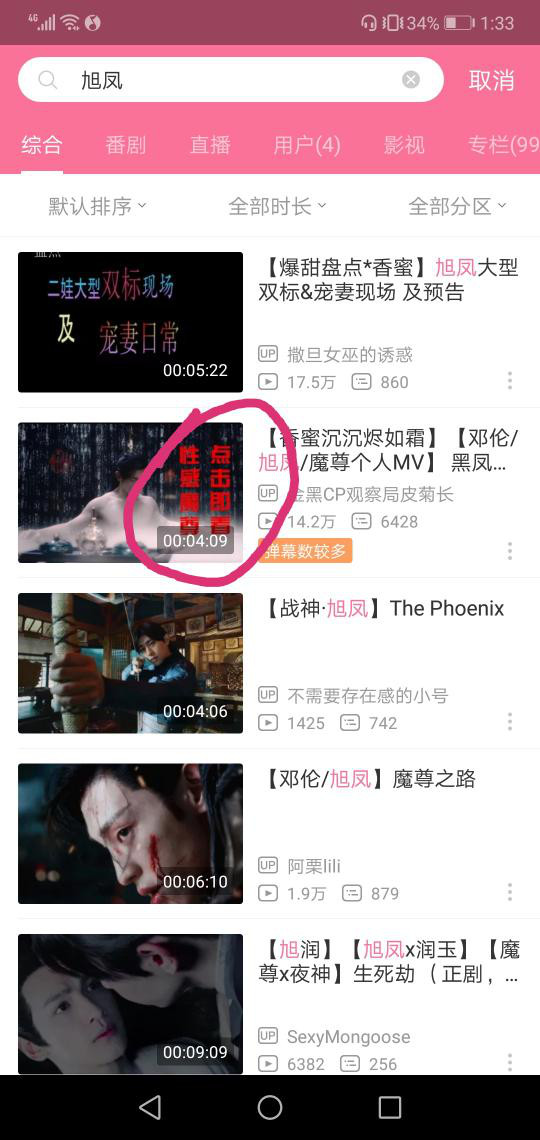 4G
34%
1:33
旭凤
取消
综合
番剧
直播
用户(4)
影视
专栏(99
默认排序
全部时长
全部分区
二娃大型双标现场
及
宠妻日常
00:05:22
【爆甜盘点*香蜜】旭凤大型
双标&宠妻现场 及预告
UP 撒旦女巫的诱惑
17.5万 860
点击即看
性感魔尊
00:04:09
【香蜜沉沉烬如霜】【邓伦/
旭凤/魔尊个人MV】 黑凤...
UP 金黑CP观察局皮菊长
14.2万 6428
弹幕数较多
00:04:06
【战神·旭凤】The Phoenix
UP 不需要存在感的小号
1425 742
00:06:10
【邓伦/旭凤】魔尊之路
UP 阿栗lili
1.9万 879
00:09:09
【旭润】【旭凤x润玉】【魔
尊x夜神】生死劫（正剧，...
UP SexyMongoose
6382 256